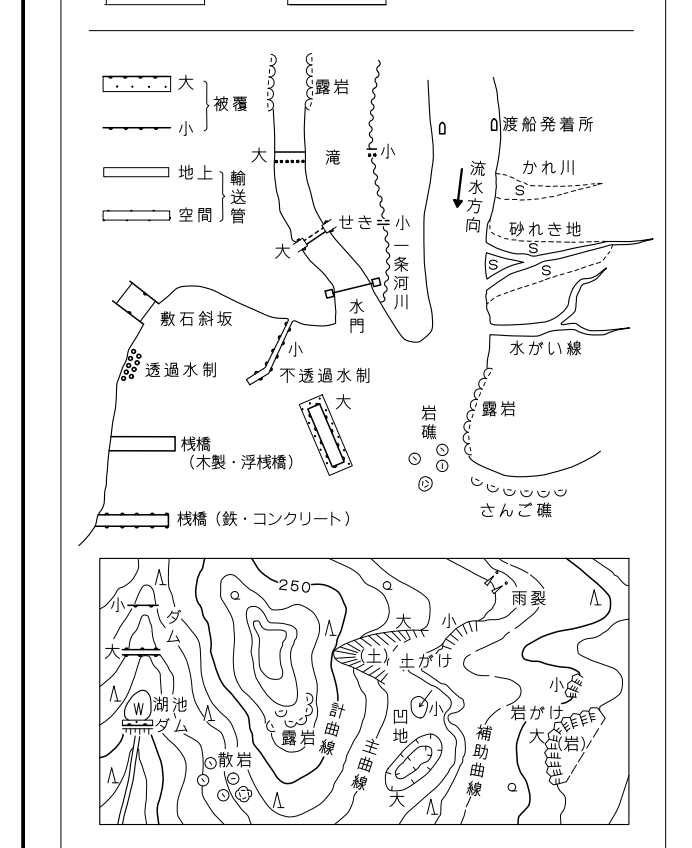 大
小
被覆
地上
空間
輸送管
露岩
大
滝
小
大
せき
小
一条河川
水門
渡船発着所
流水方向
かれ川
S
砂れき地
S
S
S
水がい線
露岩
さんご礁
岩礁
敷石斜坂
透過水制
小
不透過水制
大
桟橋
(木製・浮桟橋)
桟橋(鉄・コンクリート)
小
ダム
大
W
湖池
ダム
散岩
250
露岩
計曲線
主曲線
大
小
(土)
土がけ
凹地
小
大
補助曲線
雨裂
小
岩がけ
大
(岩)